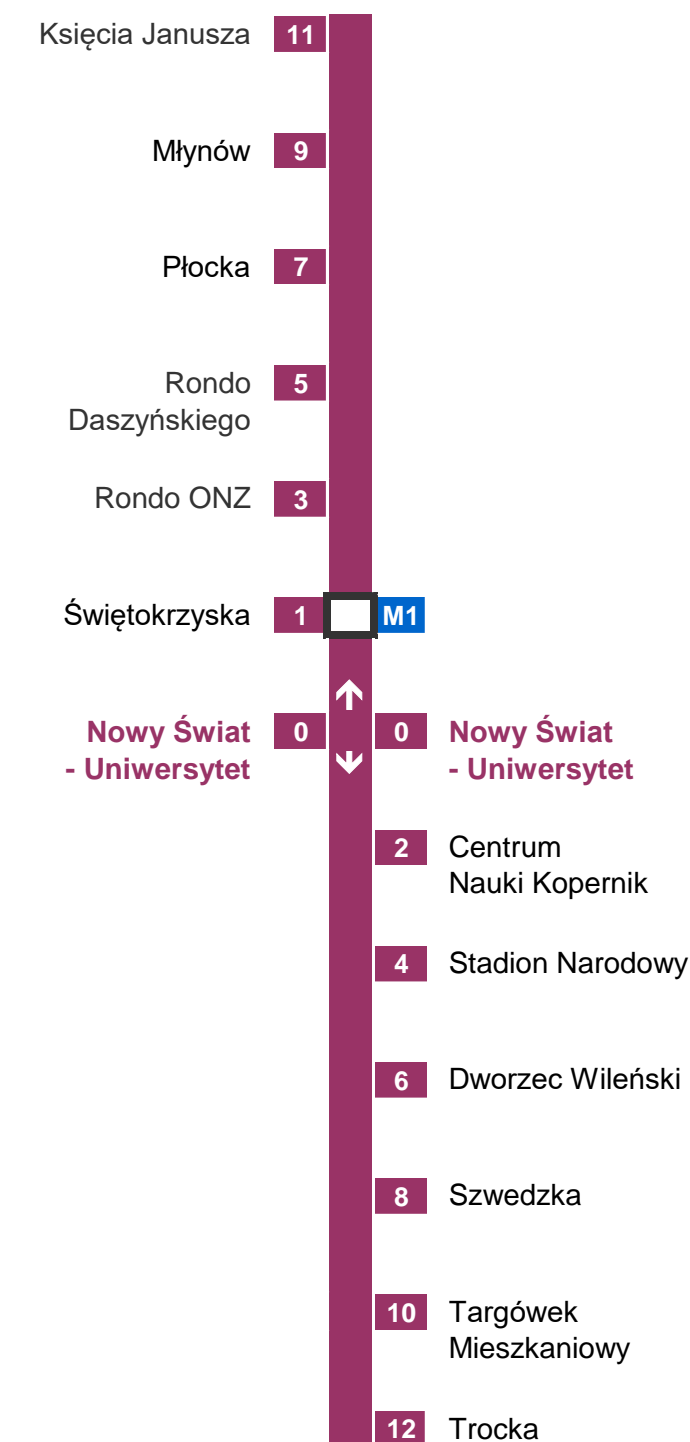 Księcia Janusza 11
Młynów 9
Płocka 7
Rondo 5
Daszyńskiego
Rondo ONZ 3
Świętokrzyska 1 M1
Nowy Świat 0 0 Nowy Świat
- Uniwersytet - Uniwersytet
2 Centrum
Nauki Kopernik
4 Stadion Narodowy
6 Dworzec Wileński
8 Szwedzka
10 Targówek
Mieszkaniowy
12 Trocka